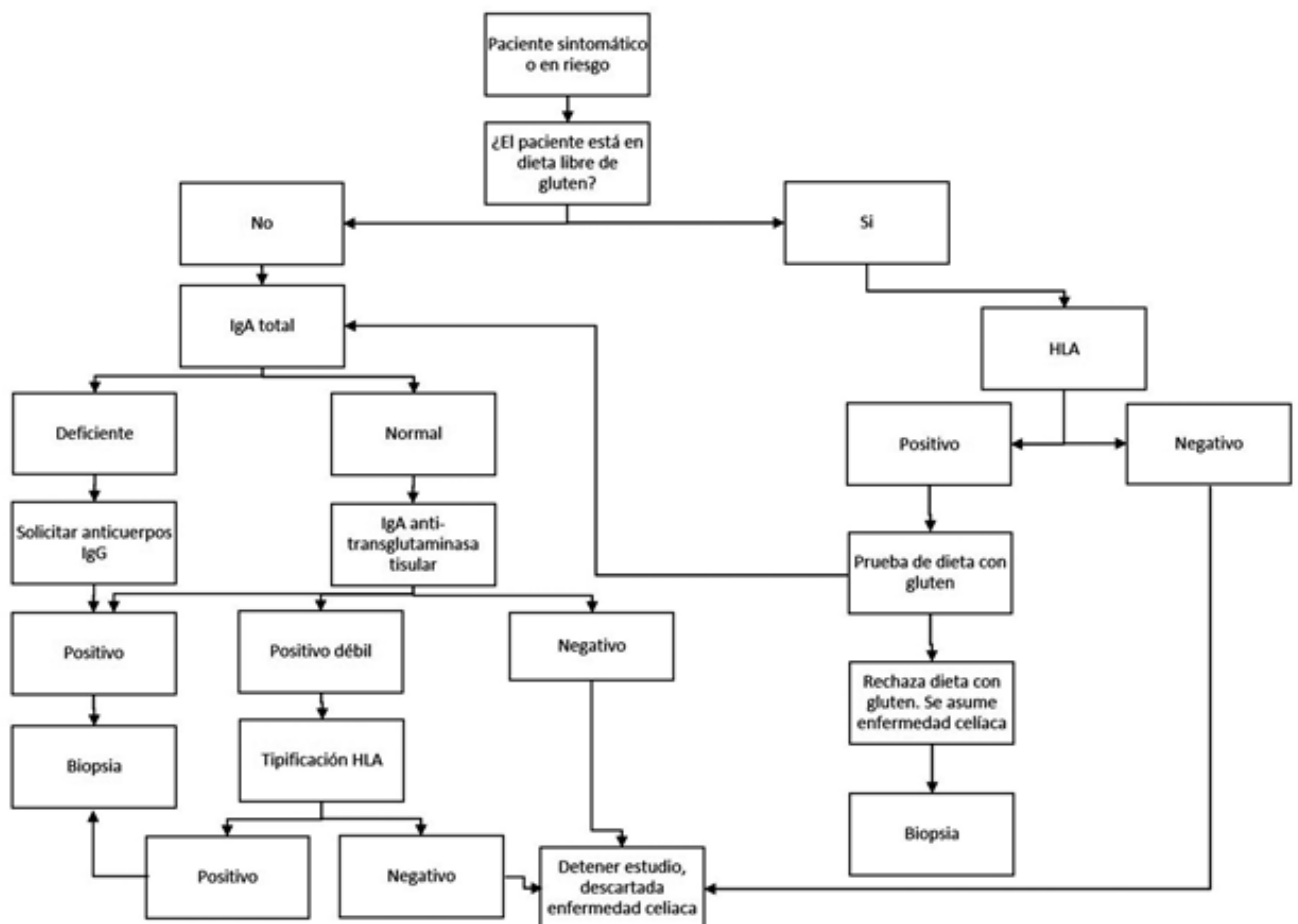 Paciente sintomático
o en riesgo
¿El paciente está en
dieta libre de
gluten?
No
Si
IgA total
HLA
Deficiente
Normal
Positivo
Negativo
Solicitar anticuerpos
IgG
IgA anti-
transglutaminasa
tisular
Prueba de dieta con
gluten
Positivo
Positivo débil
Negativo
Rechaza dieta con
gluten. Se asume
enfermedad celíaca
Biopsia
Tipificación HLA
Biopsia
Positivo
Negativo
Detener estudio,
descartada
enfermedad celiaca